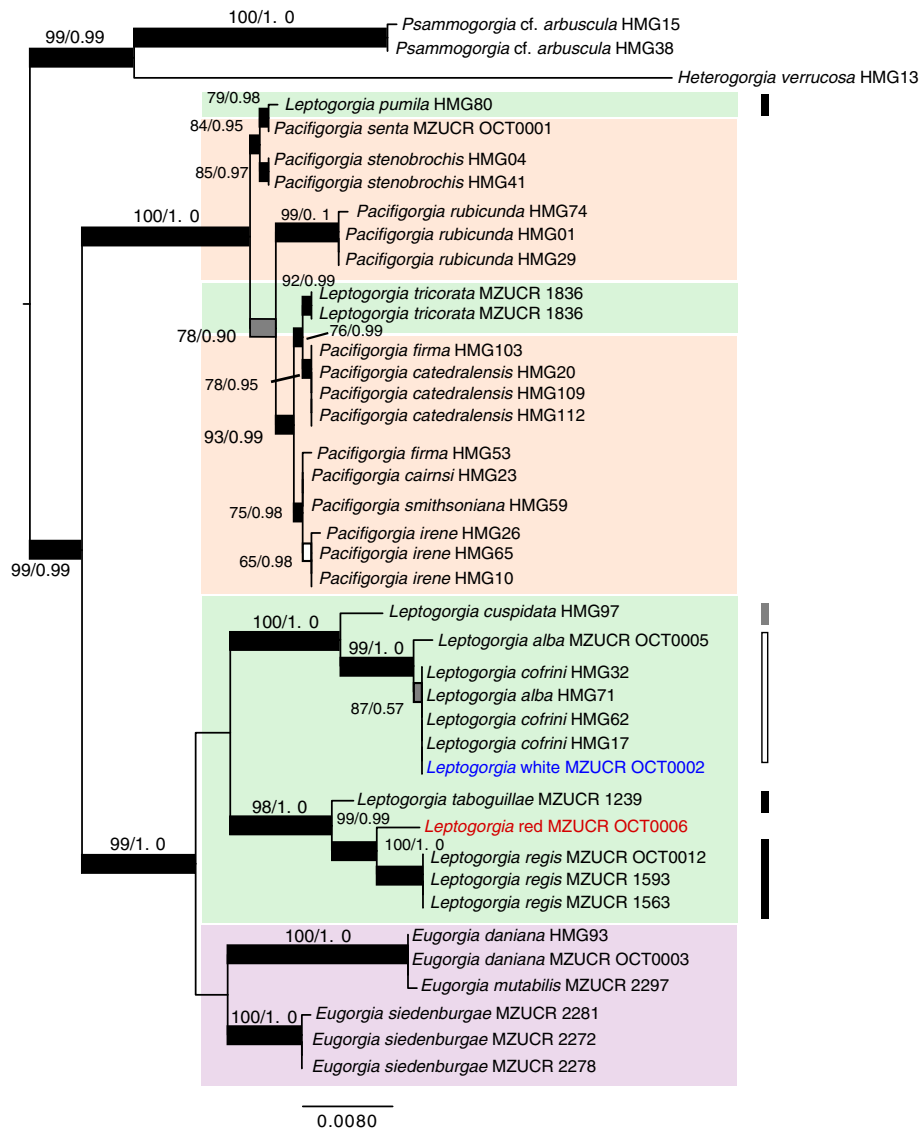 100/1. 0
Psammogorgia cf. arbuscula HMG15
99/0.99
Psammogorgia cf. arbuscula HMG38
Heterogorgia verrucosa HMG13
79/0.98
Leptogorgia pumila HMG80
84/0.95
Pacifigorgia senta MZUCR OCT0001
Pacifigorgia stenobrochis HMG04
85/0.97
Pacifigorgia stenobrochis HMG41
100/1. 0
99/0. 1
Pacifigorgia rubicunda HMG74
Pacifigorgia rubicunda HMG01
Pacifigorgia rubicunda HMG29
92/0.99
Leptogorgia tricorata MZUCR 1836
Leptogorgia tricorata MZUCR 1836
78/0.90
76/0.99
Pacifigorgia firma HMG103
78/0.95
Pacifigorgia catedralensis HMG20
Pacifigorgia catedralensis HMG109
Pacifigorgia catedralensis HMG112
93/0.99
Pacifigorgia firma HMG53
Pacifigorgia cairnsi HMG23
75/0.98
Pacifigorgia smithsoniana HMG59
Pacifigorgia irene HMG26
65/0.98
Pacifigorgia irene HMG65
99/0.99
Pacifigorgia irene HMG10
100/1. 0
Leptogorgia cuspidata HMG97
99/1. 0
Leptogorgia alba MZUCR OCT0005
Leptogorgia cofrini HMG32
87/0.57
Leptogorgia alba HMG71
Leptogorgia cofrini HMG62
Leptogorgia cofrini HMG17
Leptogorgia white MZUCR OCT0002
98/1. 0
Leptogorgia taboguillae MZUCR 1239
99/0.99
Leptogorgia red MZUCR OCT0006
99/1. 0
100/1. 0
Leptogorgia regis MZUCR OCT0012
Leptogorgia regis MZUCR 1593
Leptogorgia regis MZUCR 1563
100/1. 0
Eugorgia daniana HMG93
Eugorgia daniana MZUCR OCT0003
Eugorgia mutabilis MZUCR 2297
100/1. 0
Eugorgia siedenburgae MZUCR 2281
Eugorgia siedenburgae MZUCR 2272
Eugorgia siedenburgae MZUCR 2278
0.0080